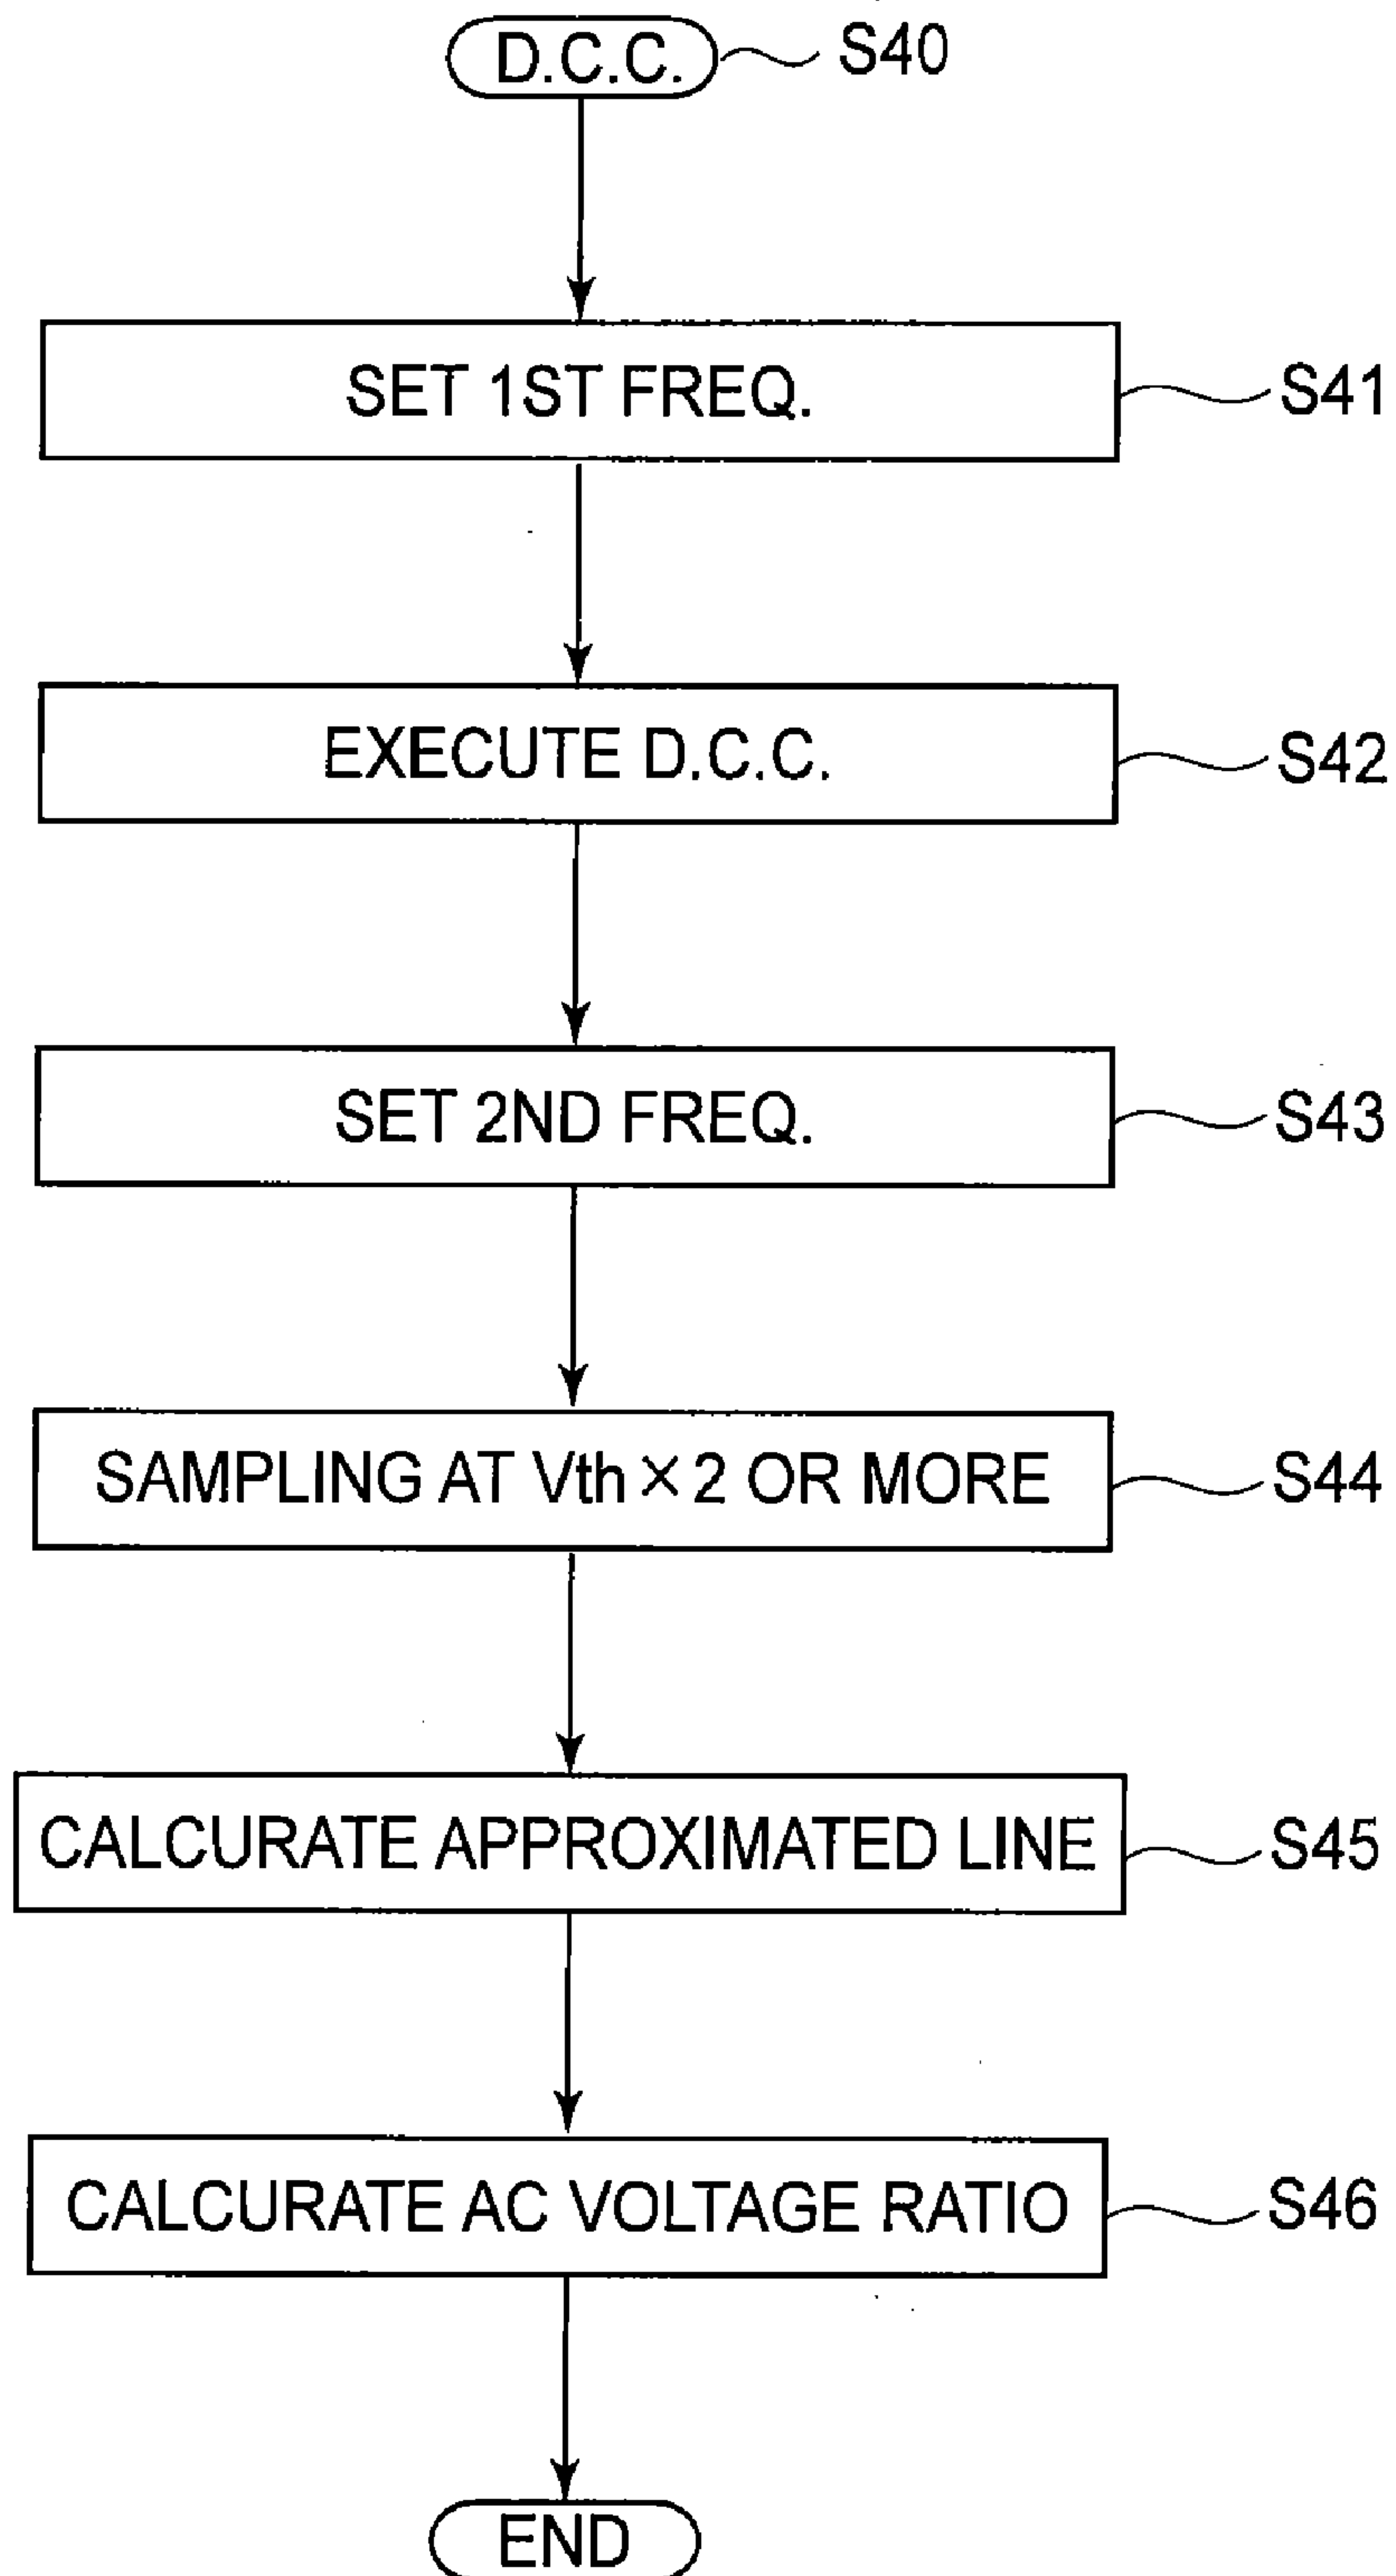 D.C.C. S40
SET 1ST FREQ. S41
EXECUTE D.C.C. S42
SET 2ND FREQ. S43
SAMPLING AT Vth × 2 OR MORE S44
CALCURATE APPROXIMATED LINE S45
CALCURATE AC VOLTAGE RATIO S46
END